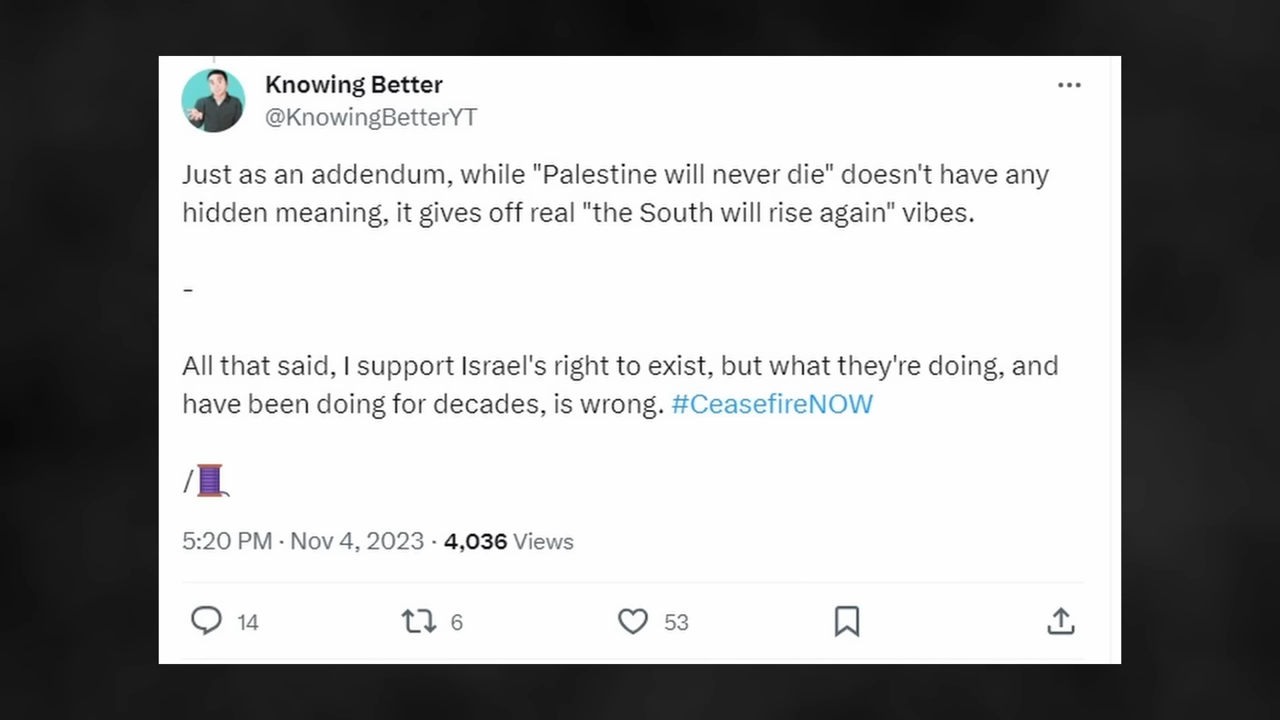 Knowing Better
@KnowingBetterYT
Just as an addendum, while "Palestine will never die" doesn't have any
hidden meaning, it gives off real "the South will rise again" vibes.
-
All that said, I support Israel's right to exist, but what they're doing, and
have been doing for decades, is wrong. #CeasefireNOW
/🧵
5:20 PM · Nov 4, 2023 · 4,036 Views
14 6 53